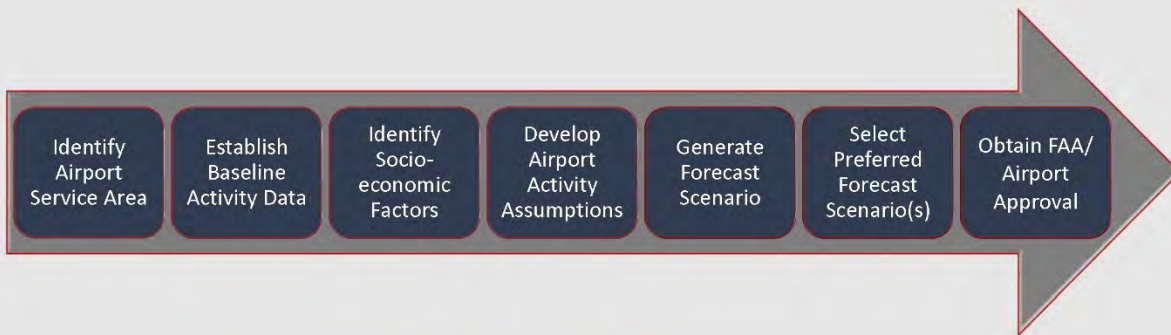 Identify
Airport
Service Area
Establish
Baseline
Activity Data
Identify
Socio-
economic
Factors
Develop
Airport
Activity
Assumptions
Generate
Forecast
Scenario
Select
Preferred
Forecast
Scenario(s)
Obtain FAA/
Airport
Approval